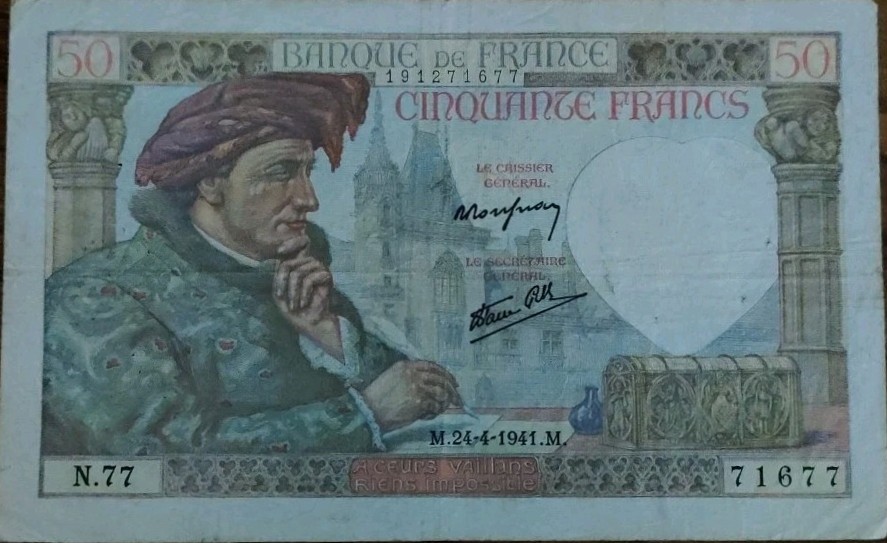 50 BANQUE DE FRANCE 50
191271677
CINQUANTE FRANCS
LE CAISSIER
GÉNÉRAL.
LE SECRÉTAIRE
GÉNÉRAL.
M.24-4-1941.M.
N.77
A CEURS VAILLANS
RIENS IMPOSSIBLE
71677